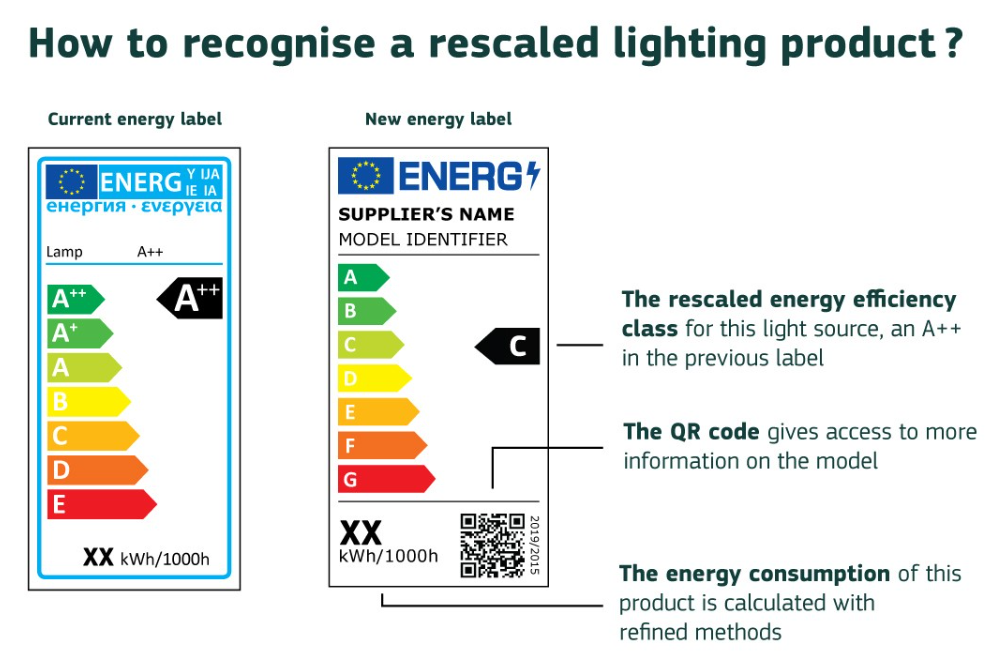 How to recognise a rescaled lighting product ?
Current energy label
ENERG Y IJA
IE IA
енергия · ενεργεια
Lamp A++
A++
A++
A+
A
B
C
D
E
XX kWh/1000h
New energy label
ENERG
SUPPLIER'S NAME
MODEL IDENTIFIER
A
B
C
C
D
E
F
G
XX
kWh/1000h
2019/2015
The rescaled energy efficiency
class for this light source, an A++
in the previous label
The QR code gives access to more
information on the model
The energy consumption of this
product is calculated with
refined methods